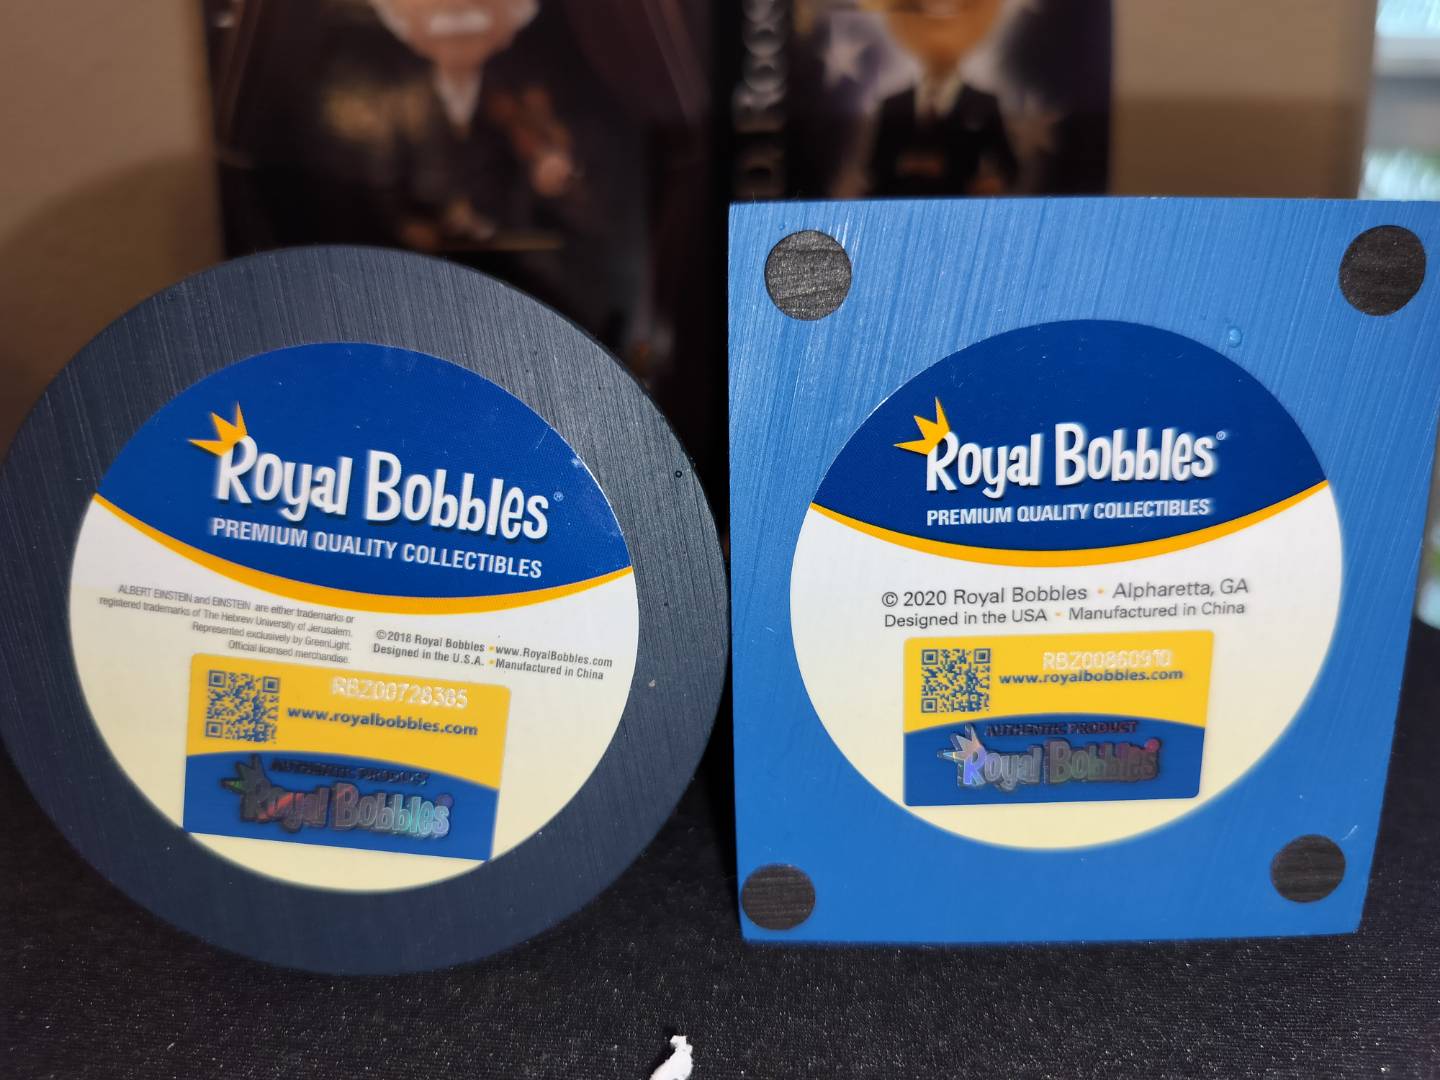 Royal Bobbles®
PREMIUM QUALITY COLLECTIBLES
ALBERT EINSTEIN and EINSTEIN are either trademarks or
registered trademarks of The Hebrew University of Jerusalem.
Represented exclusively by GreenLight.
Official licensed merchandise.
©2018 Royal Bobbles • www.RoyalBobbles.com
Designed in the U.S.A. • Manufactured in China
RBZ00728385
www.royalbobbles.com
AUTHENTIC PRODUCT
Royal Bobbles
Royal Bobbles®
PREMIUM QUALITY COLLECTIBLES
© 2020 Royal Bobbles • Alpharetta, GA
Designed in the USA • Manufactured in China
RBZ00860910
www.royalbobbles.com
AUTHENTIC PRODUCT
Royal Bobbles